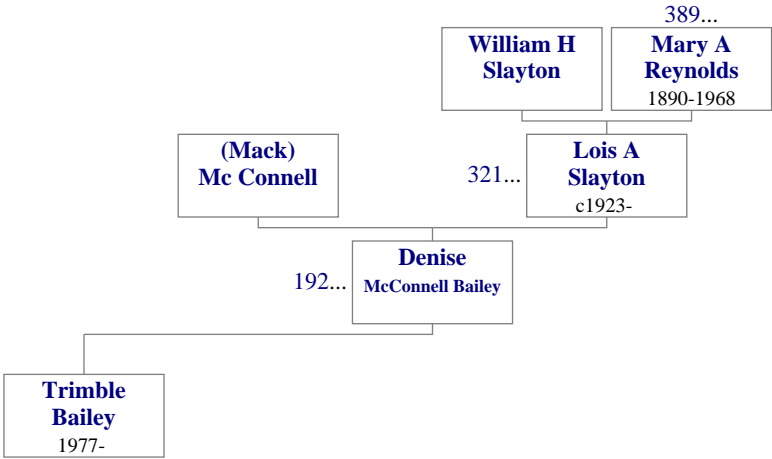 389...
William H
Slayton
Mary A
Reynolds
1890-1968
(Mack)
Mc Connell
321...
Lois A
Slayton
c1923-
192...
Denise
McConnell Bailey
Trimble
Bailey
1977-